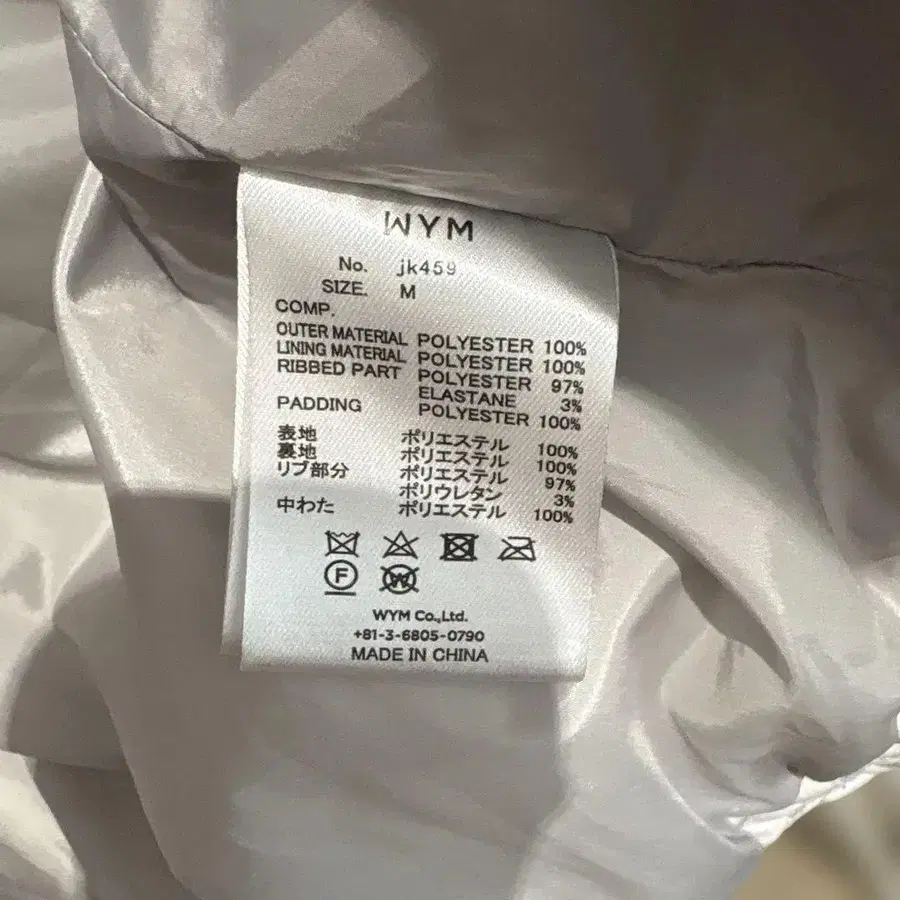 WYM
No. jk459
SIZE. M
COMP.
OUTER MATERIAL POLYESTER 100%
LINING MATERIAL POLYESTER 100%
RIBBED PART POLYESTER 97%
ELASTANE 3%
PADDING POLYESTER 100%
表地 ポリエステル 100%
裏地 ポリエステル 100%
リブ部分 ポリエステル 97%
ポリウレタン 3%
中わた ポリエステル 100%
F W
WYM Co.,Ltd.
+81-3-6805-0790
MADE IN CHINA